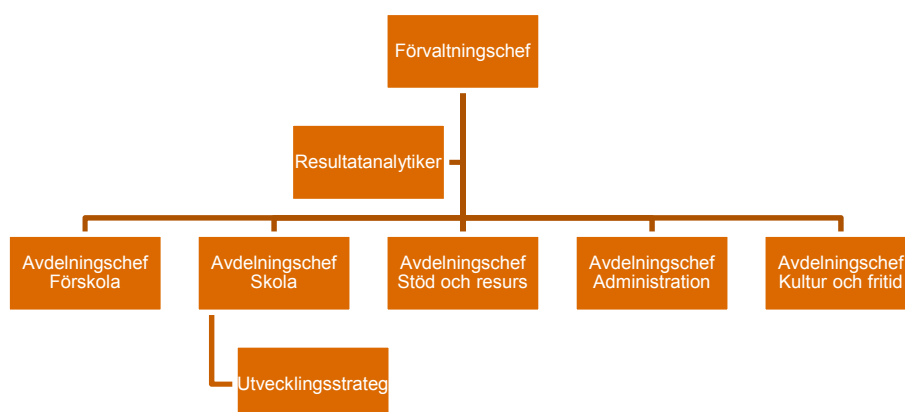 Förvaltningschef
Resultatanalytiker
Avdelningschef
Förskola
Avdelningschef
Skola
Avdelningschef
Stöd och resurs
Avdelningschef
Administration
Avdelningschef
Kultur och fritid
Utvecklingsstrateg